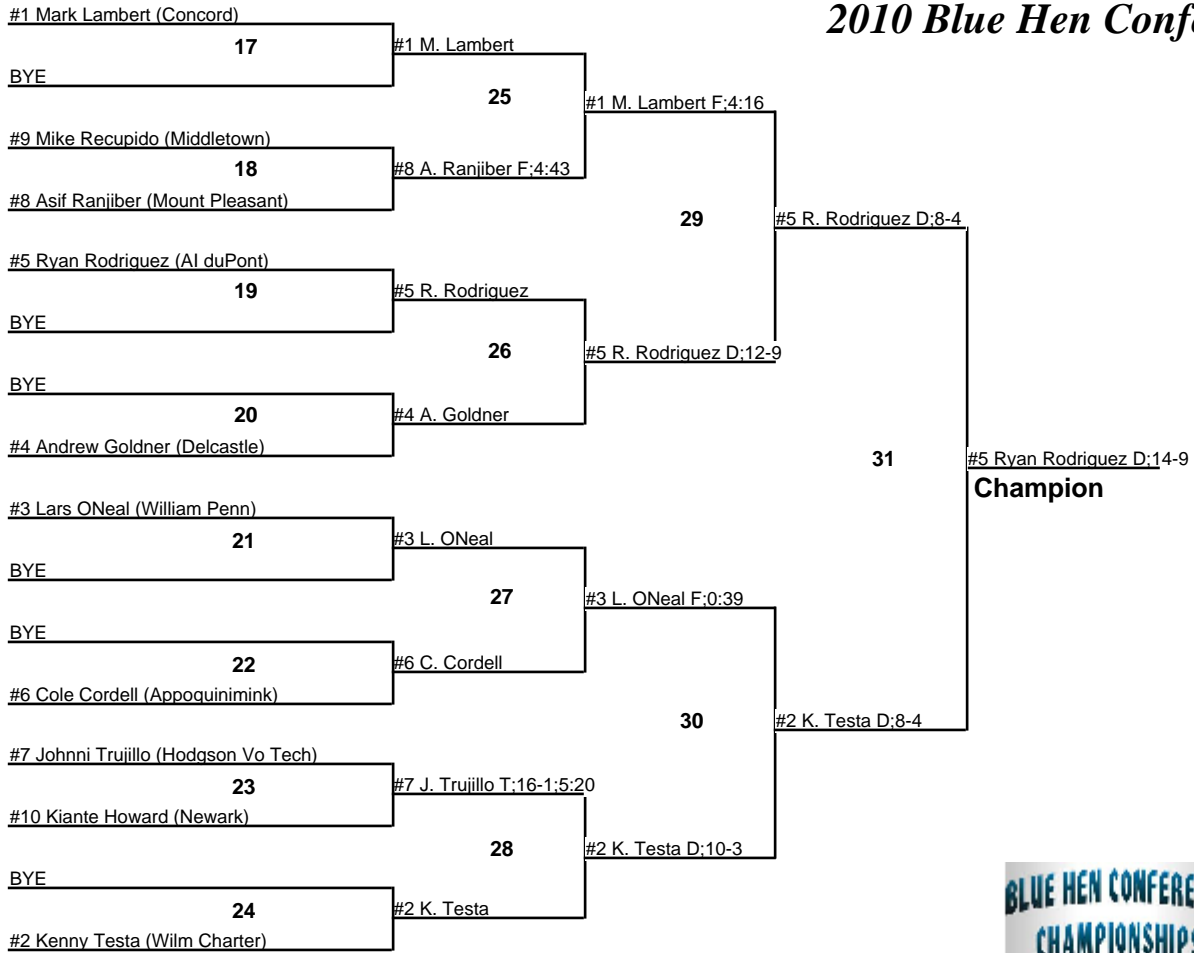 2010 Blue Hen Confe
#1 Mark Lambert (Concord)
17
BYE
#1 M. Lambert
25
#9 Mike Recupido (Middletown)
18
#8 Asif Ranjiber (Mount Pleasant)
#8 A. Ranjiber F;4:43
#1 M. Lambert F;4:16
29
#5 Ryan Rodriguez (AI duPont)
19
BYE
#5 R. Rodriguez
26
BYE
20
#4 Andrew Goldner (Delcastle)
#4 A. Goldner
#5 R. Rodriguez D;12-9
#5 R. Rodriguez D;8-4
31
#5 Ryan Rodriguez D;14-9
Champion
#3 Lars ONeal (William Penn)
21
BYE
#3 L. ONeal
27
BYE
22
#6 Cole Cordell (Appoquinimink)
#6 C. Cordell
#3 L. ONeal F;0:39
30
#2 K. Testa D;8-4
#7 Johnni Trujillo (Hodgson Vo Tech)
23
#10 Kiante Howard (Newark)
#7 J. Trujillo T;16-1;5:20
28
#2 K. Testa D;10-3
BYE
24
#2 Kenny Testa (Wilm Charter)
#2 K. Testa
BLUE HEN CONFERE
CHAMPIONSHIPS